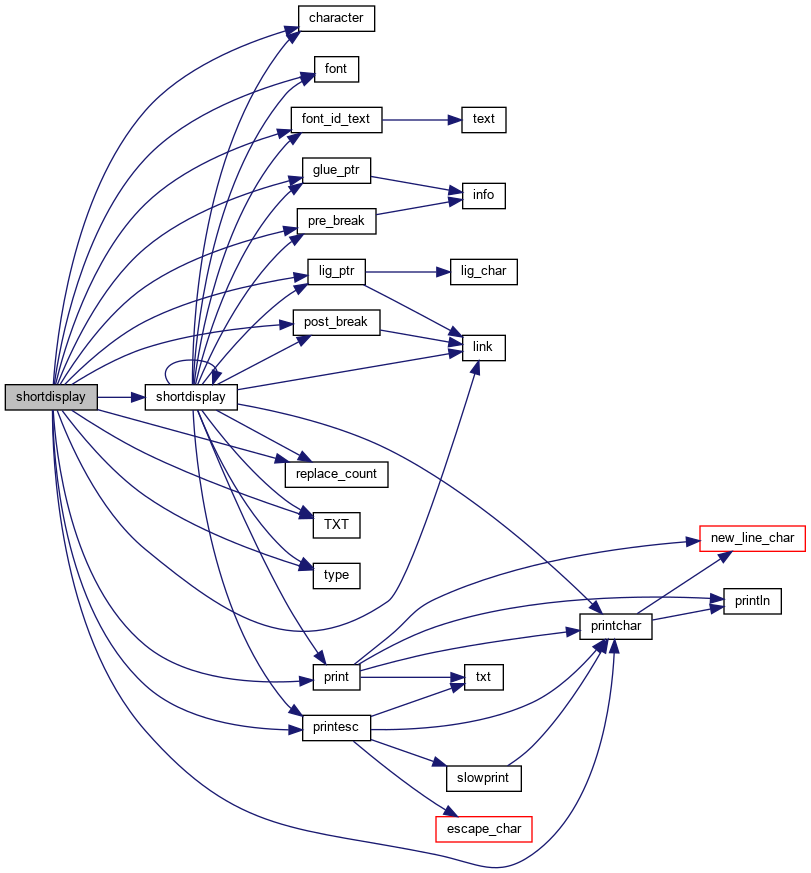 character
font
font_id_text
text
glue_ptr
info
pre_break
lig_ptr
lig_char
post_break
link
shortdisplay
shortdisplay
replace_count
TXT
new_line_char
type
println
printchar
print
txt
printesc
slowprint
escape_char